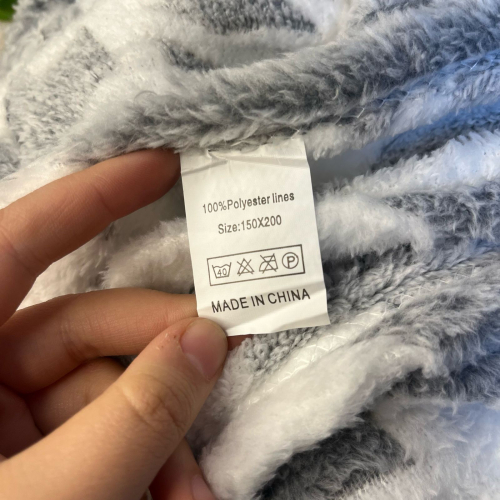 100%Polyester lines
Size:150X200
40 P
MADE IN CHINA